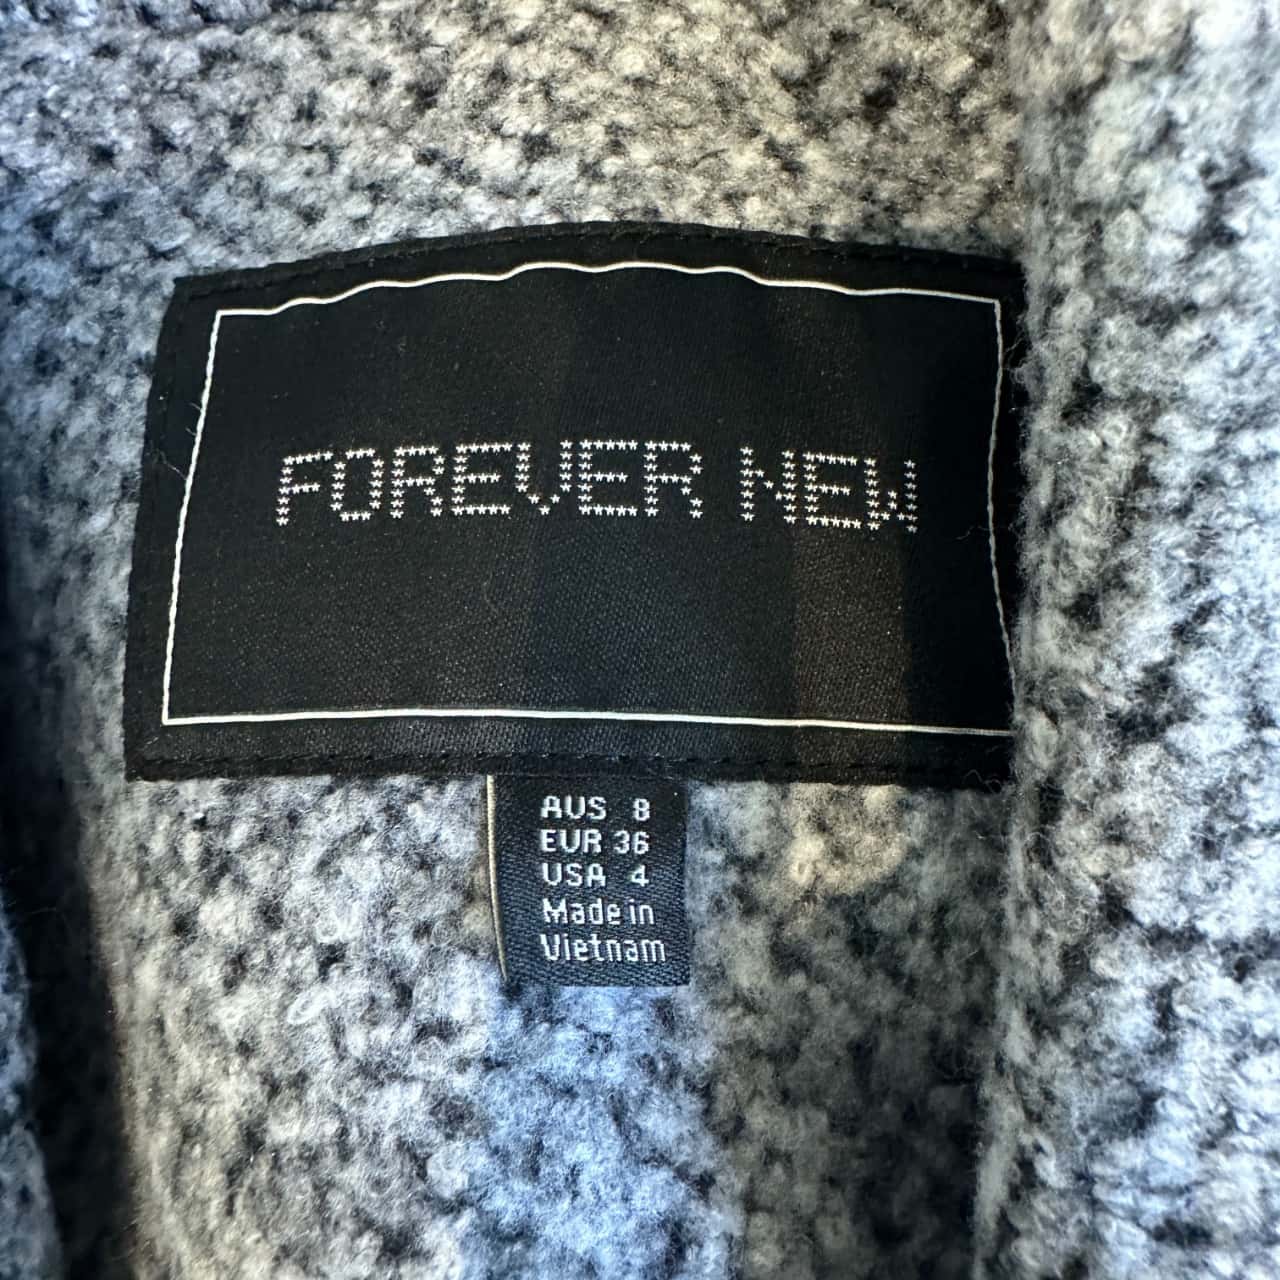 FOREVER NEW
AUS 8
EUR 36
USA 4
Made in
Vietnam